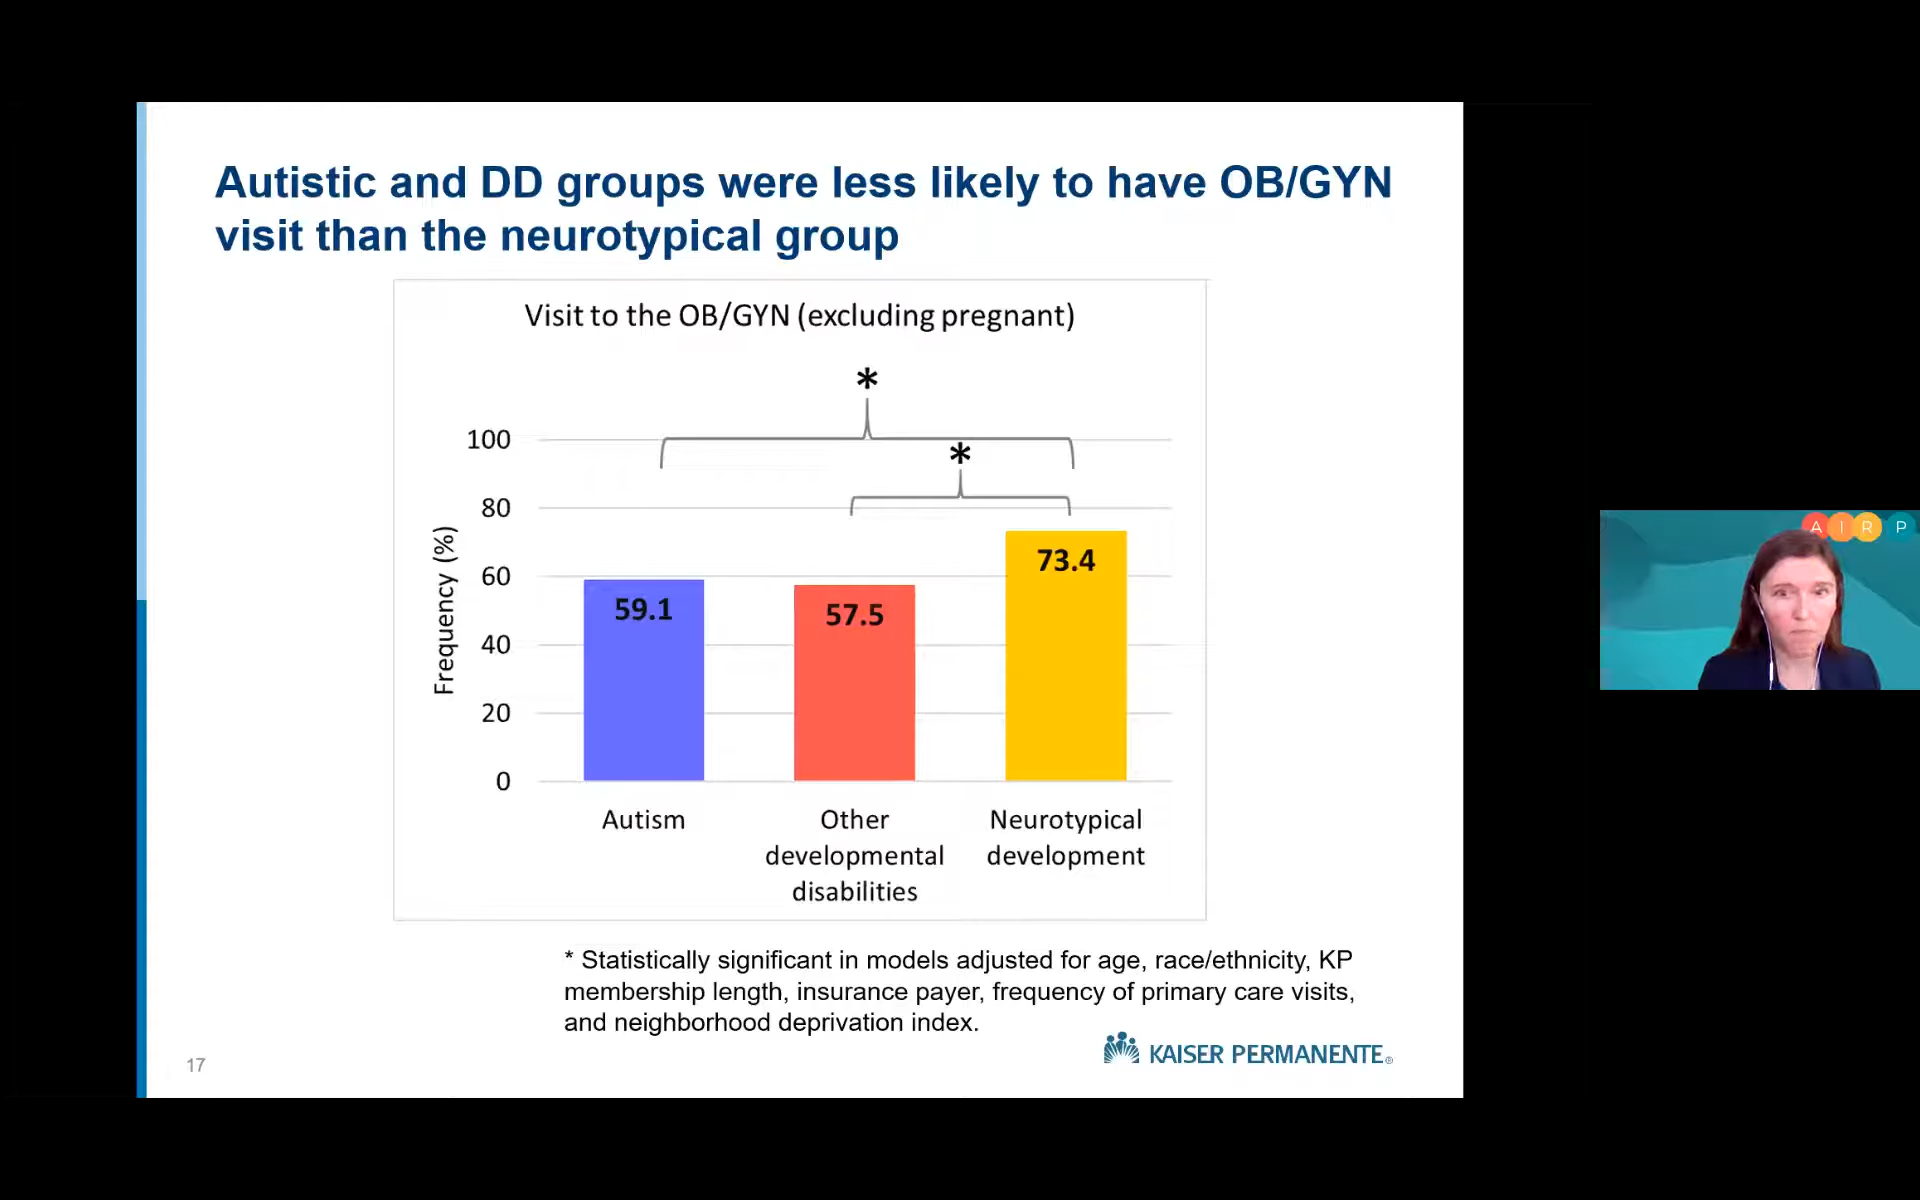 Autistic and DD groups were less likely to have OB/GYN
visit than the neurotypical group
Visit to the OB/GYN (excluding pregnant)
*
*
100
80
60
40
20
0
Frequency (%)
59.1
57.5
73.4
Autism
Other
developmental
disabilities
Neurotypical
development
* Statistically significant in models adjusted for age, race/ethnicity, KP
membership length, insurance payer, frequency of primary care visits,
and neighborhood deprivation index.
17
KAISER PERMANENTE®
A I R P